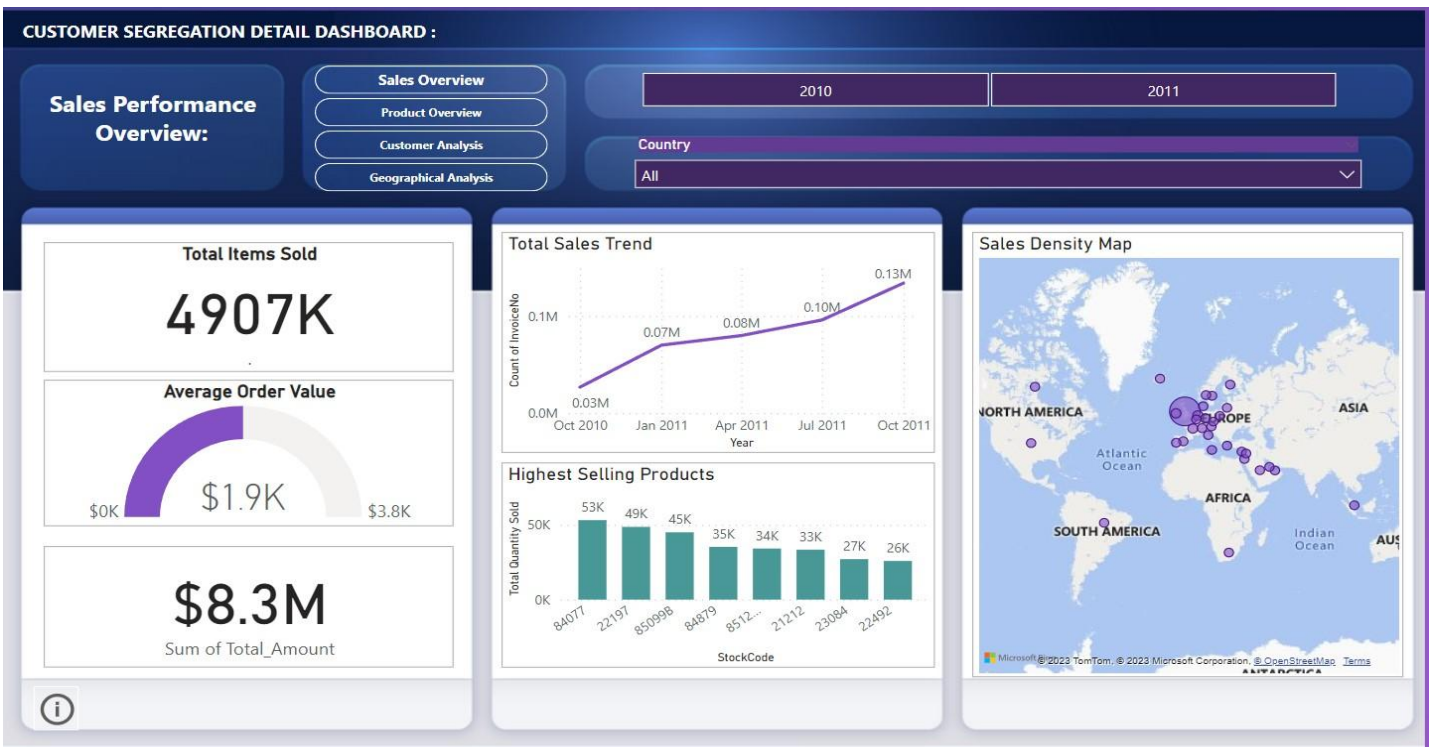 CUSTOMER SEGREGATION DETAIL DASHBOARD :
Sales Performance
Overview:
Sales Overview
Product Overview
Customer Analysis
Geographical Analysis
2010
2011
Country
All
Total Items Sold
4907K
.
Average Order Value
$1.9K
$0K
$3.8K
$8.3M
Sum of Total_Amount
Total Sales Trend
Count of InvoiceNo
0.1M
0.0M
0.03M
0.07M
0.08M
0.10M
0.13M
Oct 2010
Jan 2011
Apr 2011
Jul 2011
Oct 2011
Year
Highest Selling Products
Total Quantity Sold
50K
0K
53K
49K
45K
35K
34K
33K
27K
26K
84077
22197
85099B
84879
8512...
21212
23084
22492
StockCode
Sales Density Map
NORTH AMERICA
EUROPE
ASIA
Atlantic
Ocean
AFRICA
SOUTH AMERICA
Indian
Ocean
AUS
Microsoft
© 2023 TomTom, © 2023 Microsoft Corporation, © OpenStreetMap Terms
ANTARCTICA